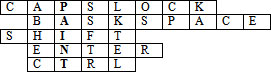 CAPSLOCK
BASKSPACE
SHIFT
ENTER
CTRL